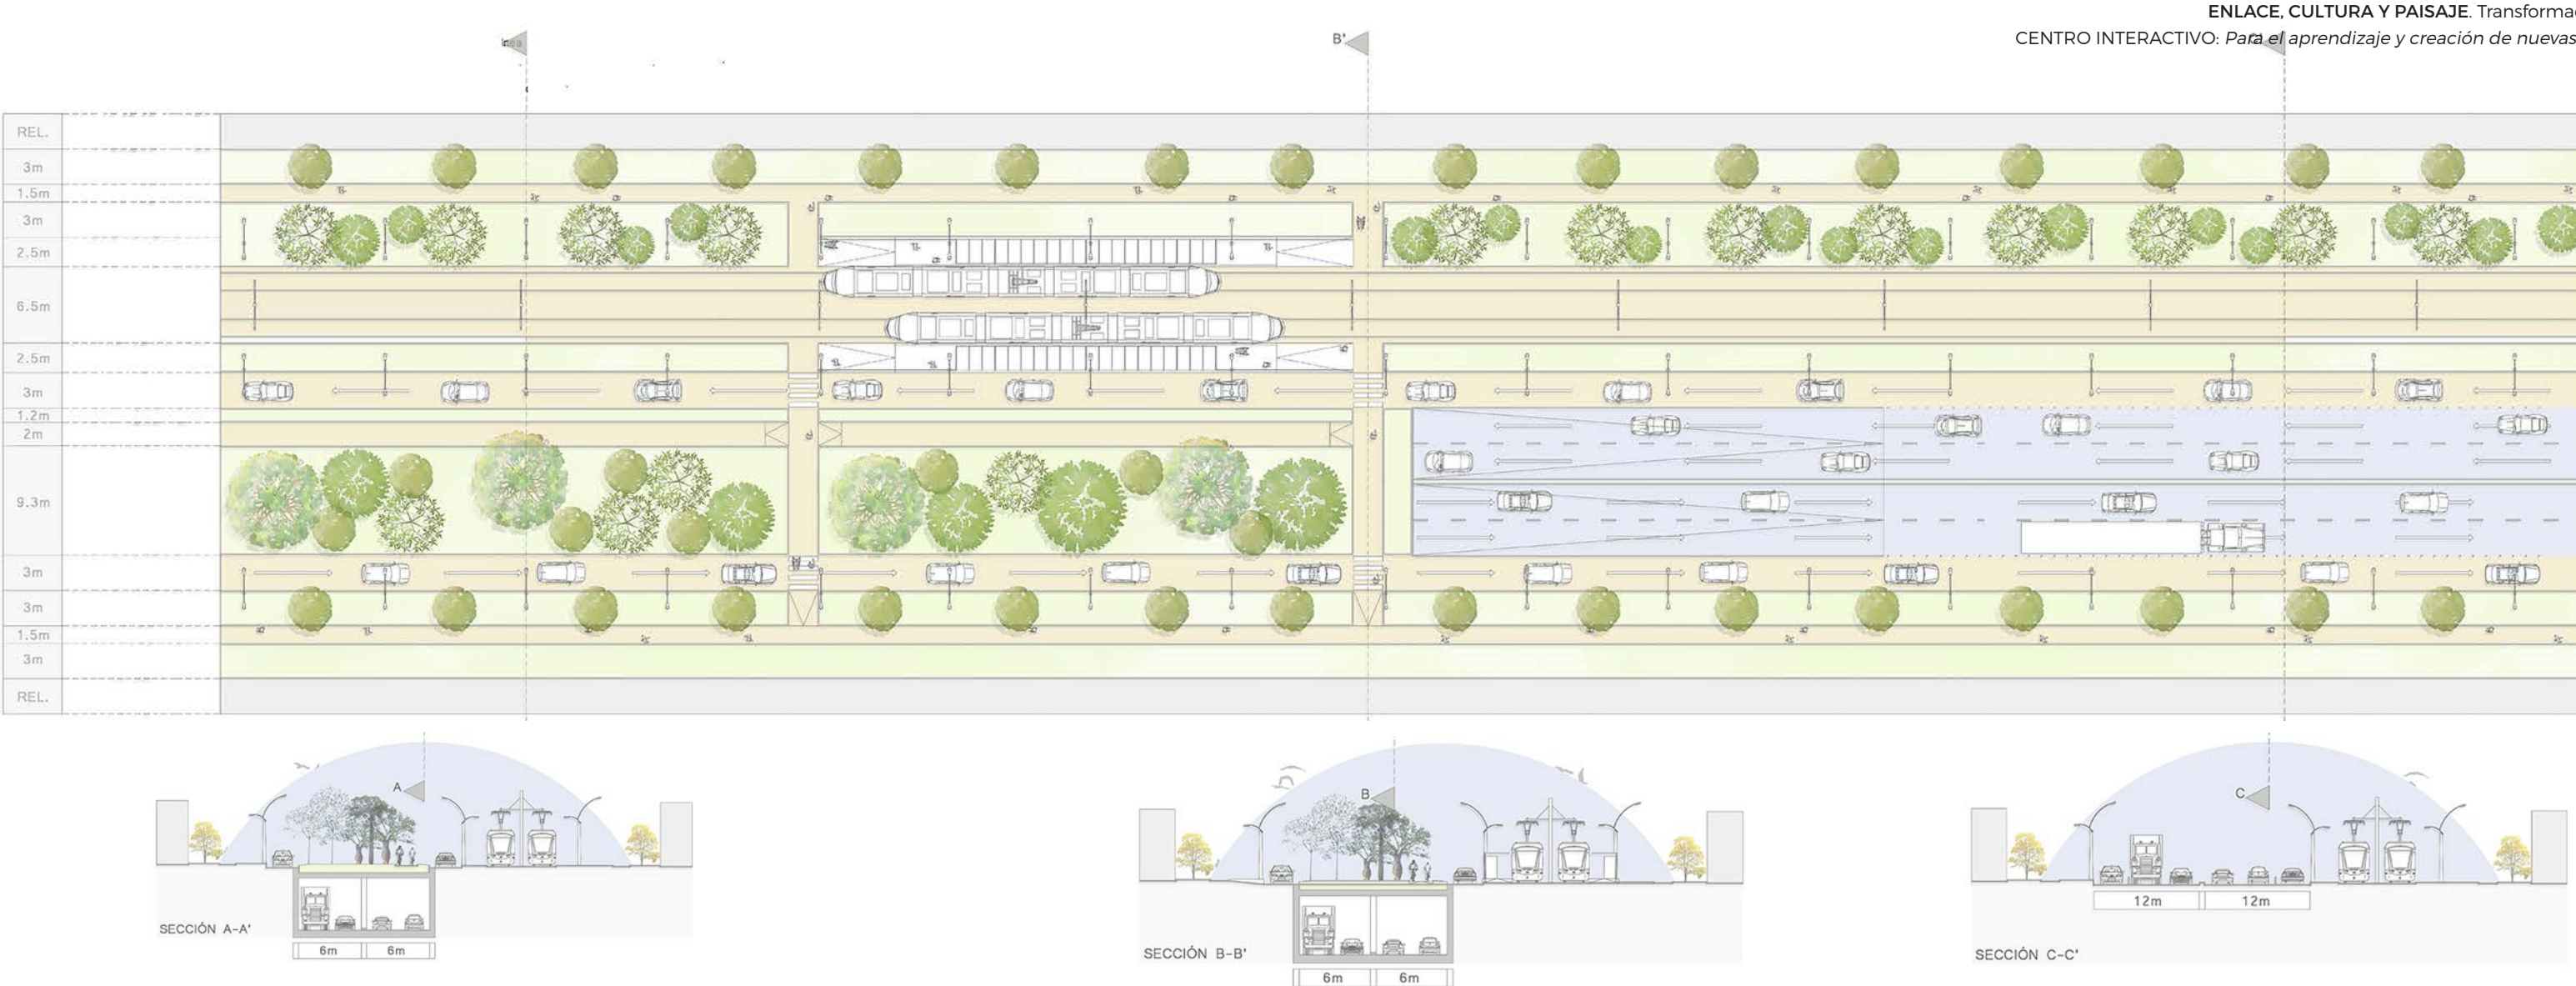 ENLACE, CULTURA Y PAISAJE. Transforma
CENTRO INTERACTIVO: Para el aprendizaje y creación de nuevas
B'
REL.
3m
1.5m
3m
2.5m
6.5m
2.5m
3m
1.2m
2m
9.3m
3m
3m
1.5m
3m
REL.
A
SECCIÓN A-A'
6m 6m
B
SECCIÓN B-B'
6m 6m
C
12m 12m
SECCIÓN C-C'